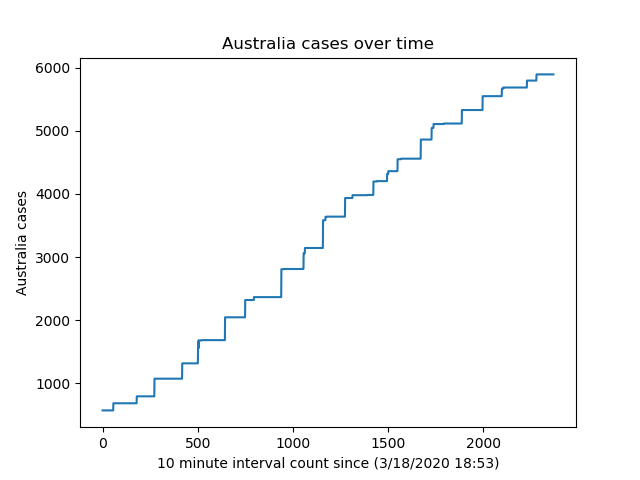 Australia cases over time
6000
5000
4000
3000
2000
1000
Australia cases
0 500 1000 1500 2000
10 minute interval count since (3/18/2020 18:53)